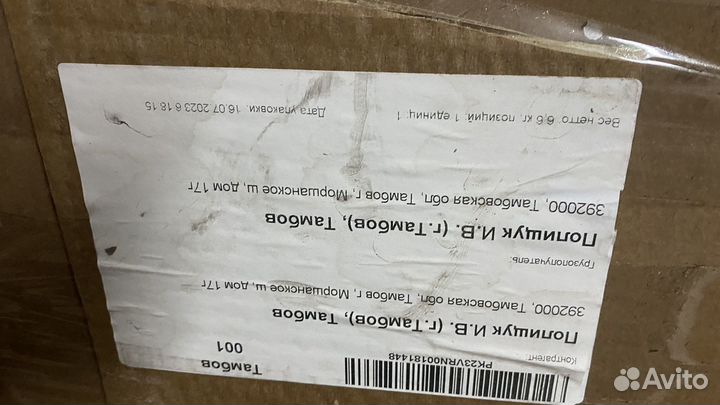 Тамбов
001
PK23VRN00181448
Контрагент:
Полищук И.В. (г.Тамбов), Тамбов
392000, Тамбовская обл, Тамбов г, Моршанское ш, дом 17г
Грузополучатель:
Полищук И.В. (г.Тамбов), Тамбов
392000, Тамбовская обл, Тамбов г, Моршанское ш, дом 17г
Вес нетто 6.6 кг. позиций: 1 единиц: 1
Дата упаковки: 16.07.2023 6:18:15
Avito